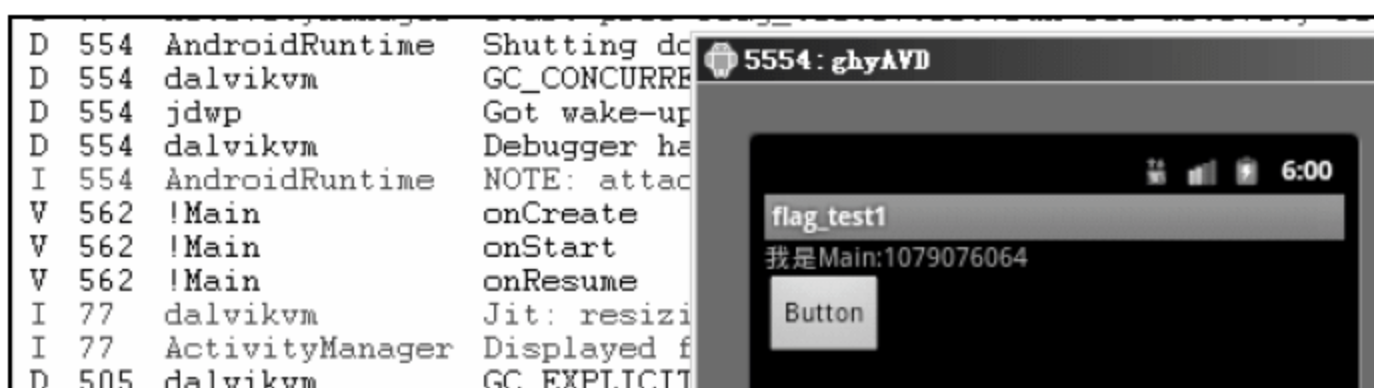 D 554 AndroidRuntime Shutting do
D 554 dalvikvm GC_CONCURRE
D 554 jdwp Got wake-up
D 554 dalvikvm Debugger ha
I 554 AndroidRuntime NOTE: attac
V 562 !Main onCreate
V 562 !Main onStart
V 562 !Main onResume
I 77 dalvikvm Jit: resizi
I 77 ActivityManager Displayed f
D 505 dalvikvm GC_EXPLICIT
5554:ghyAVD
6:00
flag_test1
我是Main:1079076064
Button